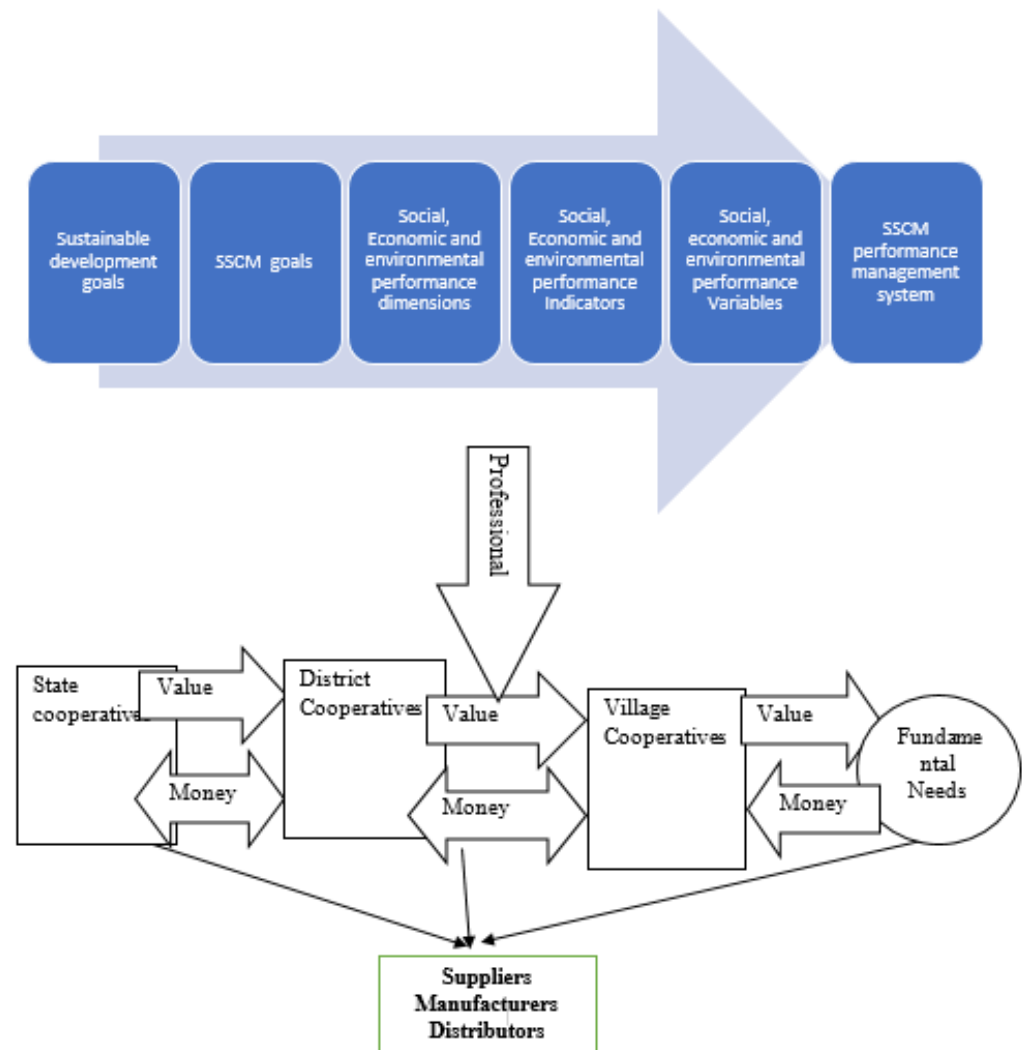 Sustainable
development
goals
SSCM goals
Social,
Economic and
environmental
performance
dimensions
Social,
Economic and
environmental
performance
Indicators
Social,
economic and
environmental
performance
Variables
SSCM
performance
management
system
Professional
State
cooperatives
Value
Money
District
Cooperatives
Value
Money
Village
Cooperatives
Value
Money
Fundame
ntal
Needs
Suppliers
Manufacturers
Distributors